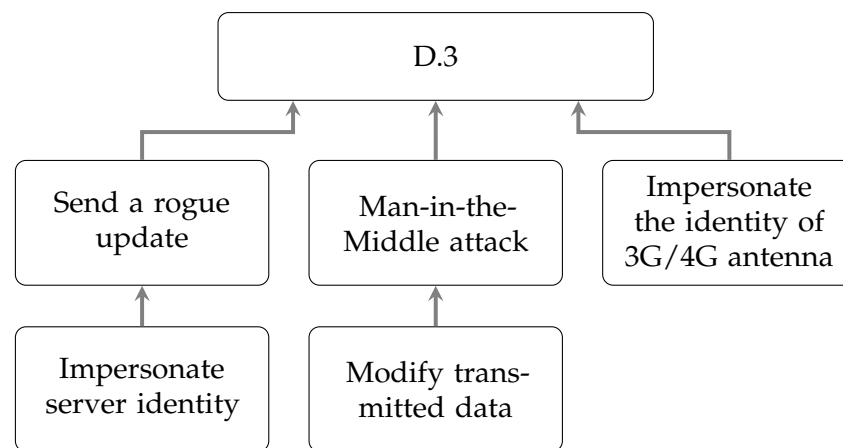 D.3
Send a rogue
update
Man-in-the-
Middle attack
Impersonate
the identity of
3G/4G antenna
Impersonate
server identity
Modify trans-
mitted data